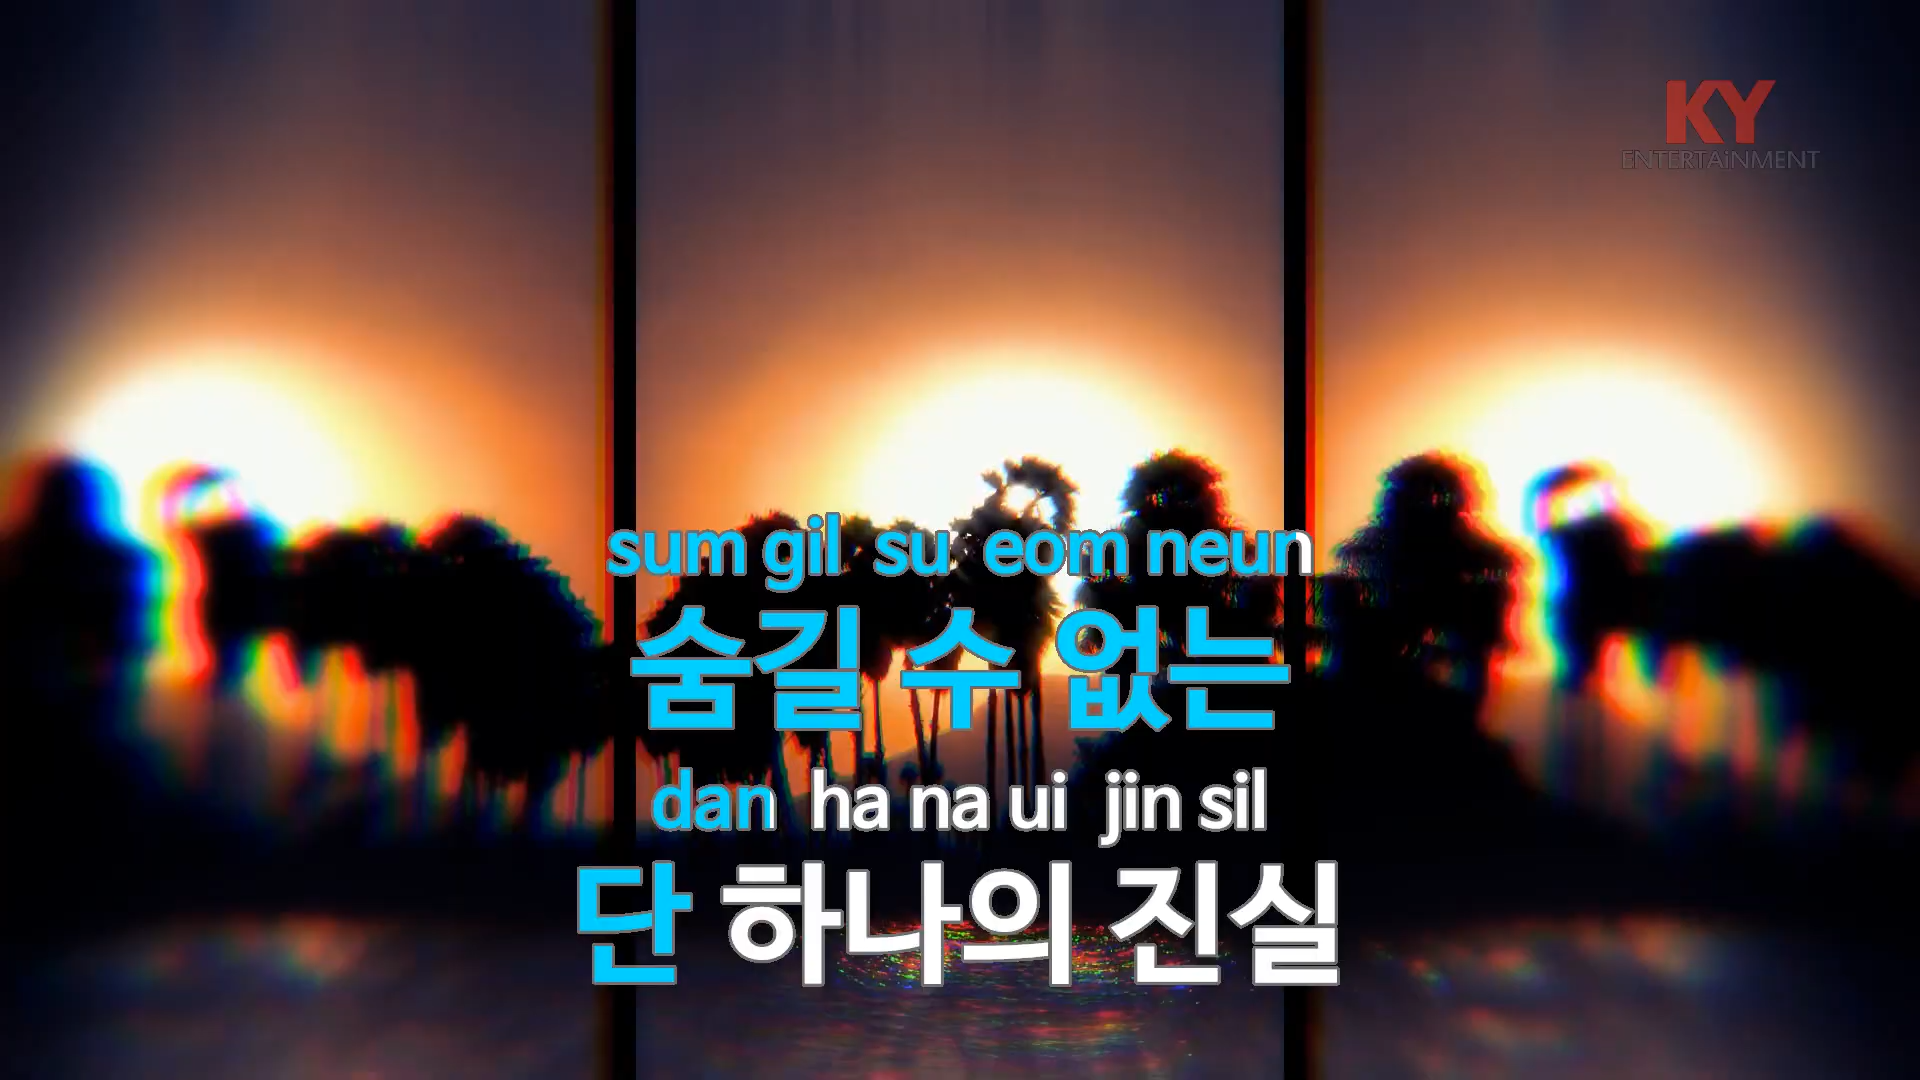 KY
ENTERTAiNMENT
sum gil su eom neun
숨길 수 없는
dan ha na ui jin sil
단 하나의 진실